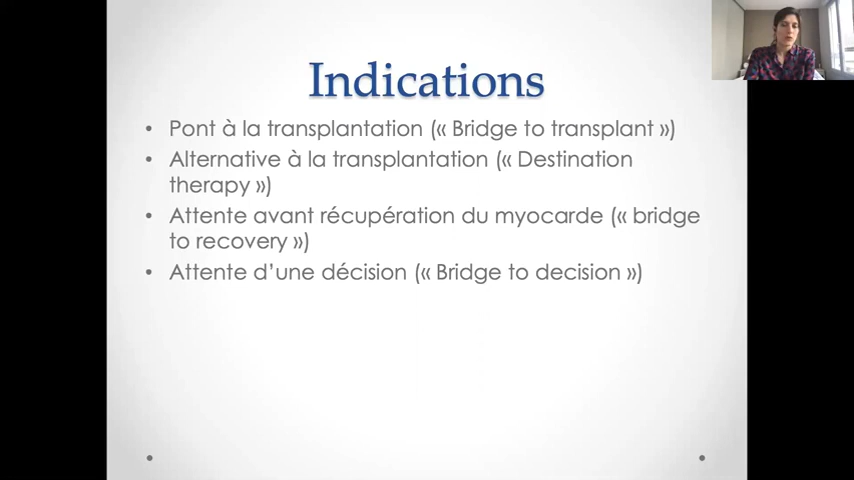 Indications
• Pont à la transplantation (« Bridge to transplant »)
• Alternative à la transplantation (« Destination
therapy »)
• Attente avant récupération du myocarde (« bridge
to recovery »)
• Attente d’une décision (« Bridge to decision »)